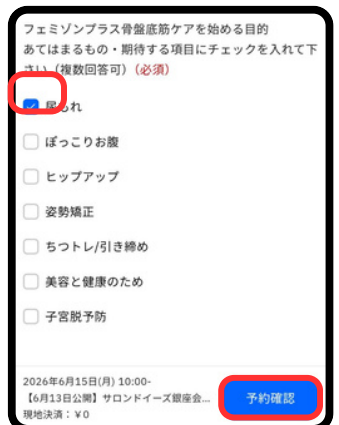 フェミゾンプラス骨盤底筋ケアを始める目的
あてはまるもの・期待する項目にチェックを入れて下
さい（複数回答可）(必須)
尿もれ
ぽっこりお腹
ヒップアップ
姿勢矯正
ちつトレ/引き締め
美容と健康のため
子宮脱予防
2026年6月15日(月) 10:00-
【6月13日公開】サロンドイーズ銀座会...
現地決済：¥0
予約確認